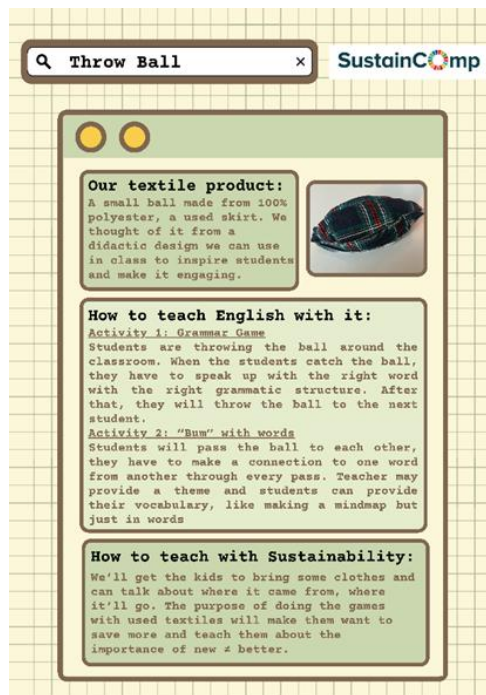 Throw Ball ×
SustainCOmp
Our textile product:
A small ball made from 100%
polyester, a used skirt. We
thought of it from a
didactic design we can use
in class to inspire students
and make it engaging.
How to teach English with it:
Activity 1: Grammar Game
Students are throwing the ball around the
classroom. When the students catch the ball,
they have to speak up with the right word
with the right grammatic structure. After
that, they will throw the ball to the next
student.
Activity 2: "Bum" with words
Students will pass the ball to each other,
they have to make a connection to one word
from another through every pass. Teacher may
provide a theme and students can provide
their vocabulary, like making a mindmap but
just in words
How to teach with Sustainability:
We'll get the kids to bring some clothes and
can talk about where it came from, where
it'll go. The purpose of doing the games
with used textiles will make them want to
save more and teach them about the
importance of new ≠ better.